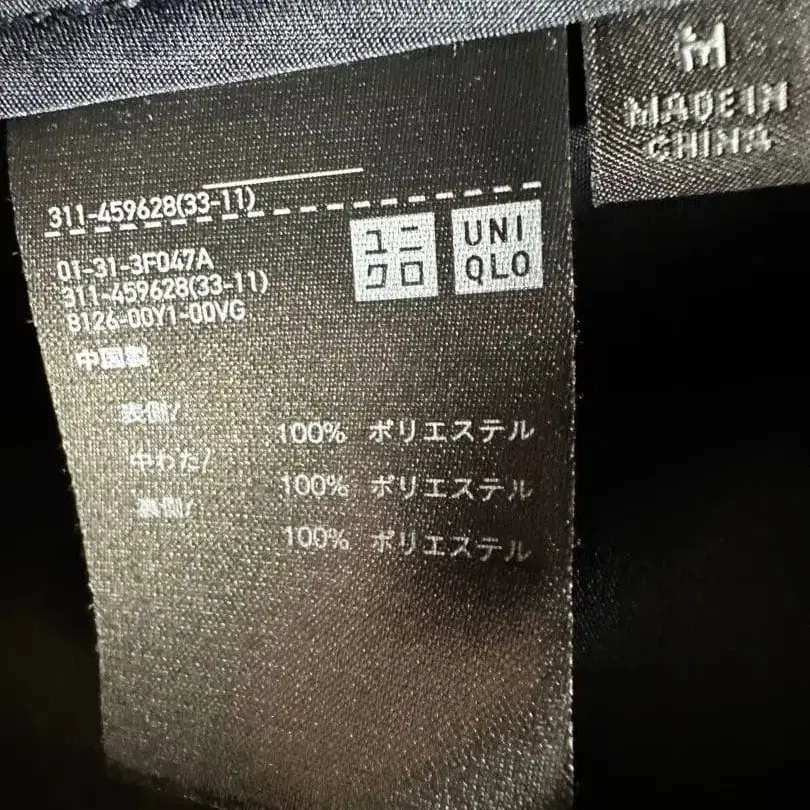 M
MADE IN
CHINA
311-459628(33-11)
ユニ
クロ
UNI
QLO
01-31-3F047A
311-459628(33-11)
8126-00Y1-00VG
中国製
表側/
100% ポリエステル
中わた/
100% ポリエステル
裏側/
100% ポリエステル